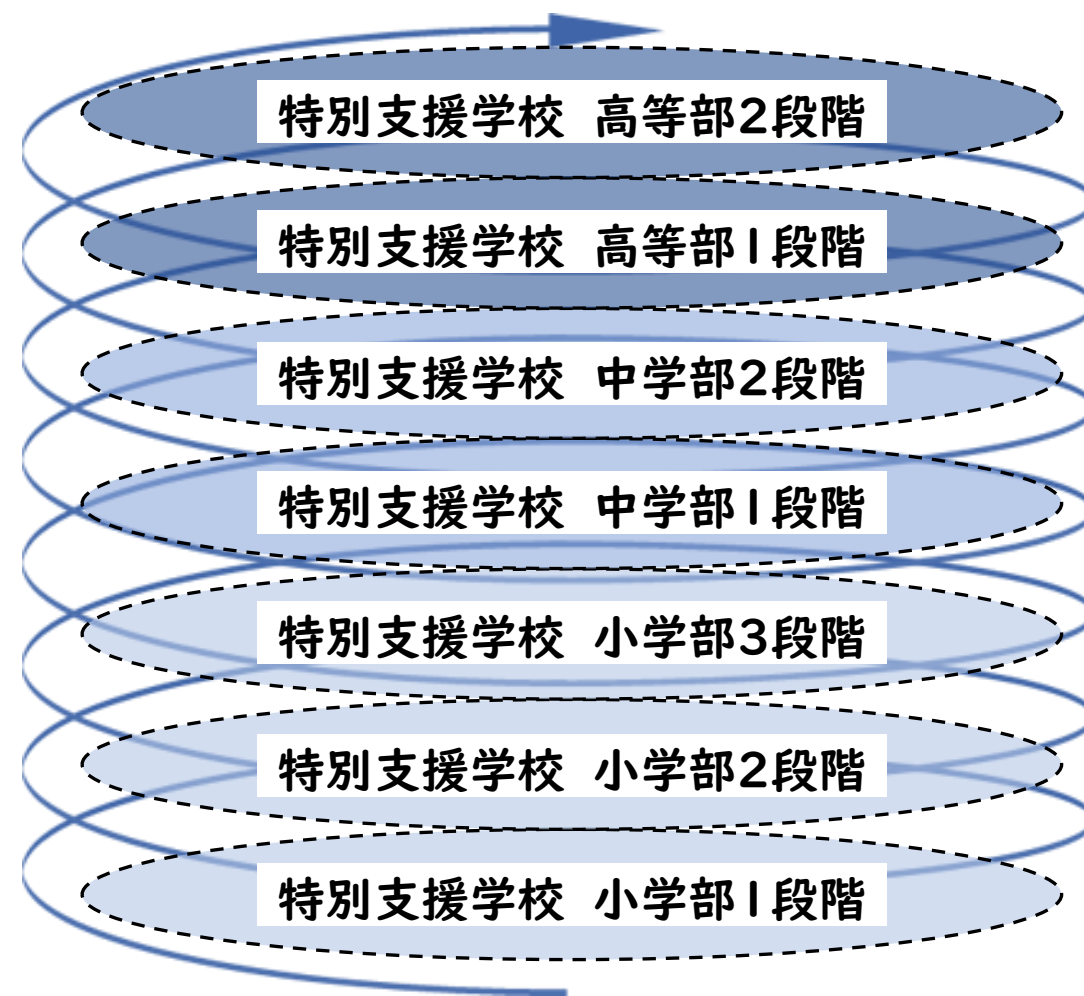 特別支援学校 高等部2段階
特別支援学校 高等部1段階
特別支援学校 中学部2段階
特別支援学校 中学部1段階
特別支援学校 小学部3段階
特別支援学校 小学部2段階
特別支援学校 小学部1段階